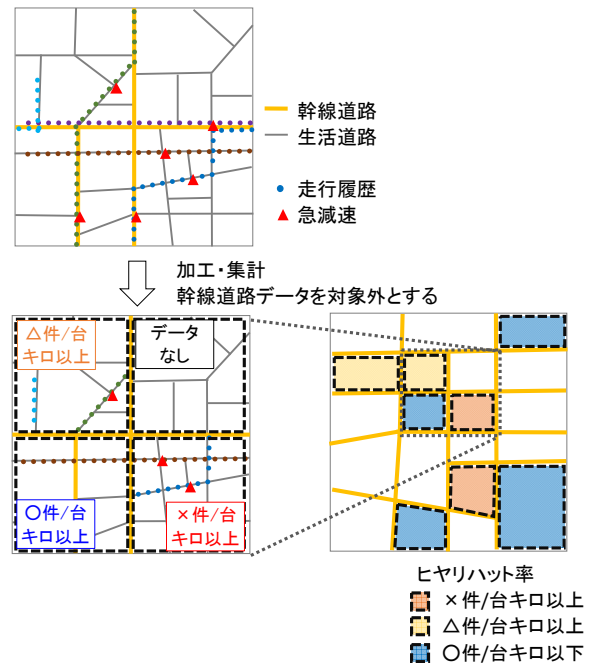 幹線道路
生活道路
走行履歴
急減速
加工・集計
幹線道路データを対象外とする
△件/台
キロ以上
データ
なし
〇件/台
キロ以上
×件/台
キロ以上
ヒヤリハット率
×件/台キロ以上
△件/台キロ以上
〇件/台キロ以下